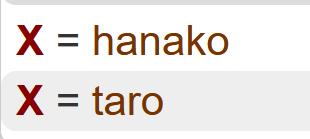 X = hanako
X = taro